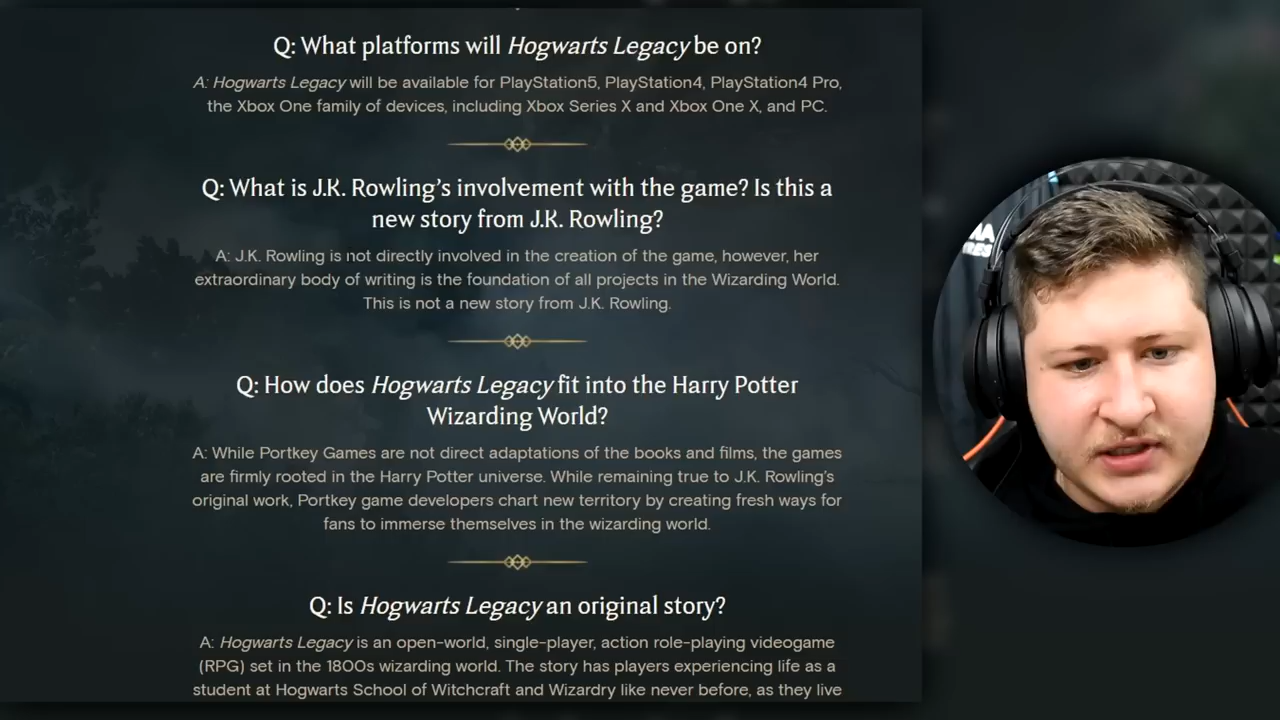 Q: What platforms will Hogwarts Legacy be on?
A: Hogwarts Legacy will be available for PlayStation5, PlayStation4, PlayStation4 Pro,
the Xbox One family of devices, including Xbox Series X and Xbox One X, and PC.
Q: What is J.K. Rowling's involvement with the game? Is this a
new story from J.K. Rowling?
A: J.K. Rowling is not directly involved in the creation of the game, however, her
extraordinary body of writing is the foundation of all projects in the Wizarding World.
This is not a new story from J.K. Rowling.
Q: How does Hogwarts Legacy fit into the Harry Potter
Wizarding World?
A: While Portkey Games are not direct adaptations of the books and films, the games
are firmly rooted in the Harry Potter universe. While remaining true to J.K. Rowling's
original work, Portkey game developers chart new territory by creating fresh ways for
fans to immerse themselves in the wizarding world.
Q: Is Hogwarts Legacy an original story?
A: Hogwarts Legacy is an open-world, single-player, action role-playing videogame
(RPG) set in the 1800s wizarding world. The story has players experiencing life as a
student at Hogwarts School of Witchcraft and Wizardry like never before, as they live